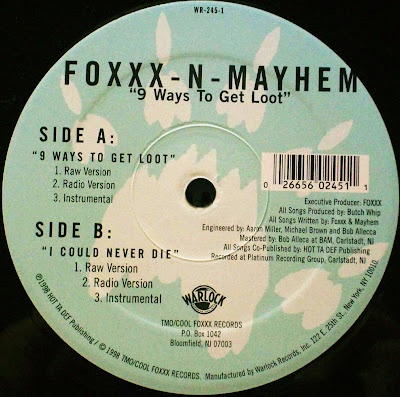 WR-245-1
FOXXX-N-MAYHEM
"9 Ways To Get Loot"
SIDE A:
"9 WAYS TO GET LOOT"
1. Raw Version
2. Radio Version
3. Instrumental
SIDE B:
"I COULD NEVER DIE"
1. Raw Version
2. Radio Version
3. Instrumental
0 26656 02451 1
Executive Producer: FOXXX
All Songs Produced by: Butch Whip
All Songs Written by: Foxxx & Mayhem
Engineered by: Aaron Miller, Michael Brown and Bob Allecca
Mastered by: Bob Alleca at BAM, Carlstadt, NJ
All Songs Co-Published by: HOT TA DEF Publishing
Recorded at Platinum Recording Group, Carlstadt, NJ
WARLOCK
TMO/COOL FOXXX RECORDS
P.O. Box 1042
Bloomfield, NJ 07003
©1998 HOT TA DEF Publishing / ℗ 1998 TMO/COOL FOXXX RECORDS. Manufactured by Warlock Records, Inc. 122 E. 25th St., New York, NY 10010